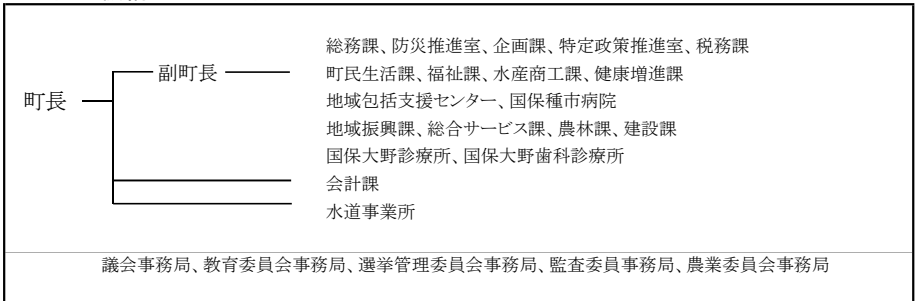 総務課、防災推進室、企画課、特定政策推進室、税務課
副町長
町民生活課、福祉課、水産商工課、健康増進課
町長
地域包括支援センター、国保種市病院
地域振興課、総合サービス課、農林課、建設課
国保大野診療所、国保大野歯科診療所
会計課
水道事業所
議会事務局、教育委員会事務局、選挙管理委員会事務局、監査委員事務局、農業委員会事務局